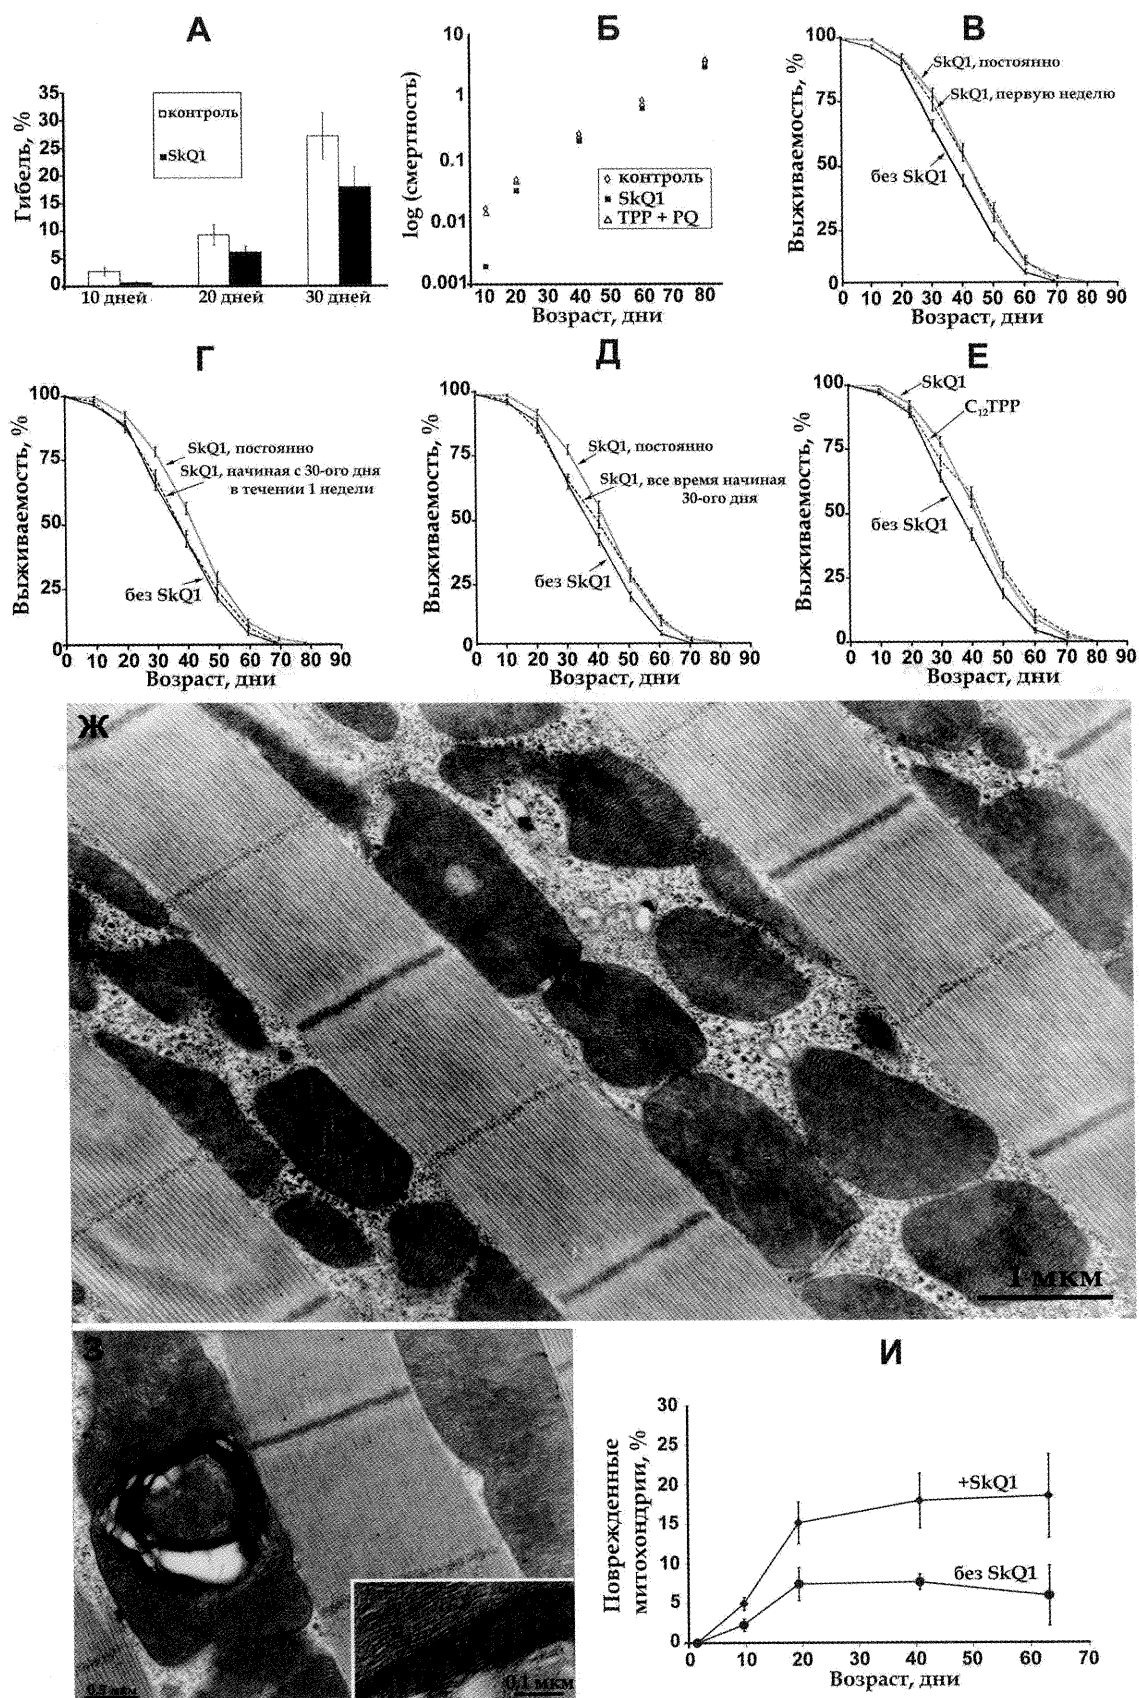 А
Гибель, %
35
30
25
20
15
10
5
0
контроль
SkQ1
10 дней
20 дней
30 дней
Б
log (смертность)
10
1
0.1
0.01
0.001
контроль
SkQ1
TPP + PQ
10 20 30 40 50 60 70 80
Возраст, дни
В
Выживаемость, %
100
75
50
25
0
SkQ1, постоянно
SkQ1, первую неделю
без SkQ1
0 10 20 30 40 50 60 70 80 90
Возраст, дни
Г
Выживаемость, %
100
75
50
25
0
SkQ1, постоянно
SkQ1, начиная с 30-ого дня
в течении 1 недели
без SkQ1
0 10 20 30 40 50 60 70 80 90
Возраст, дни
Д
Выживаемость, %
100
75
50
25
0
SkQ1, постоянно
SkQ1, все время начиная
30-ого дня
без SkQ1
0 10 20 30 40 50 60 70 80 90
Возраст, дни
Е
Выживаемость, %
100
75
50
25
0
SkQ1
C₁₂TPP
без SkQ1
0 10 20 30 40 50 60 70 80 90
Возраст, дни
Ж
1 мкм
З
0,5 мкм
0,1 мкм
И
Поврежденные
митохондрии, %
30
25
20
15
10
5
0
+SkQ1
без SkQ1
0 10 20 30 40 50 60 70
Возраст, дни